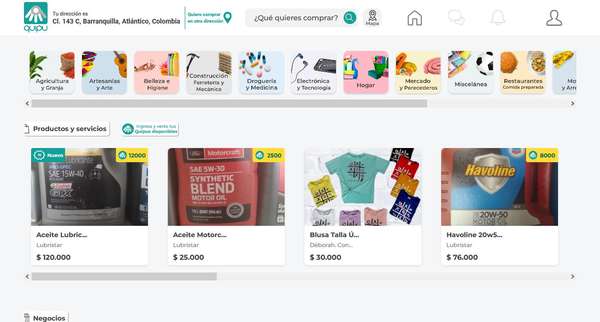 quipu
Tu dirección es
Cl. 143 C, Barranquilla, Atlántico, Colombia
Quiero comprar
en otra dirección
¿Qué quieres comprar?
Mapa
Agricultura
y Granja
Artesanías
y Arte
Belleza e
Higiene
Construcción
Ferretería y
Mecánica
Droguería
y Medicina
Electrónica
y Tecnología
Hogar
Mercado
y Perecederos
Miscelánea
Restaurantes
Comida preparada
Productos y servicios
Ingresa y verás tus
Quipus disponibles
Nuevo
12000
SAE 15W-40
2500
Motorcraft
SAE 5W-30
SYNTHETIC
BLEND
MOTOR OIL
8000
Havoline
20W-50
MOTOR OIL
Aceite Lubric...
Lubristar
$ 120.000
Aceite Motorc...
Lubristar
$ 25.000
Blusa Talla Ú...
Déborah. Con...
$ 30.000
Havoline 20w5...
Lubristar
$ 76.000
Negocios